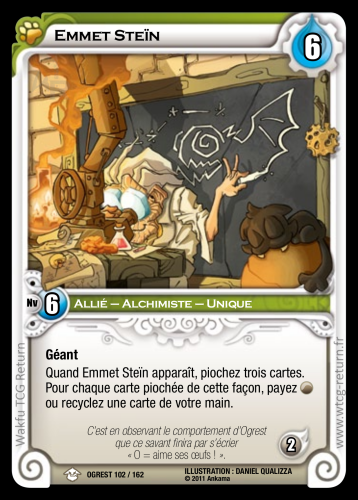 Emmet Steïn
6
Nv 6 Allié – Alchimiste – Unique
Géant
Quand Emmet Steïn apparaît, piochez trois cartes.
Pour chaque carte piochée de cette façon, payez
ou recyclez une carte de votre main.
C'est en observant le comportement d'Ogrest
que ce savant finira par s'écrier
« O = aime ses œufs ! ».
2
OGREST 102 / 162
ILLUSTRATION : DANIEL QUALIZZA
© 2011 Ankama
Wakfu TCG Return
www.wtcg-return.fr